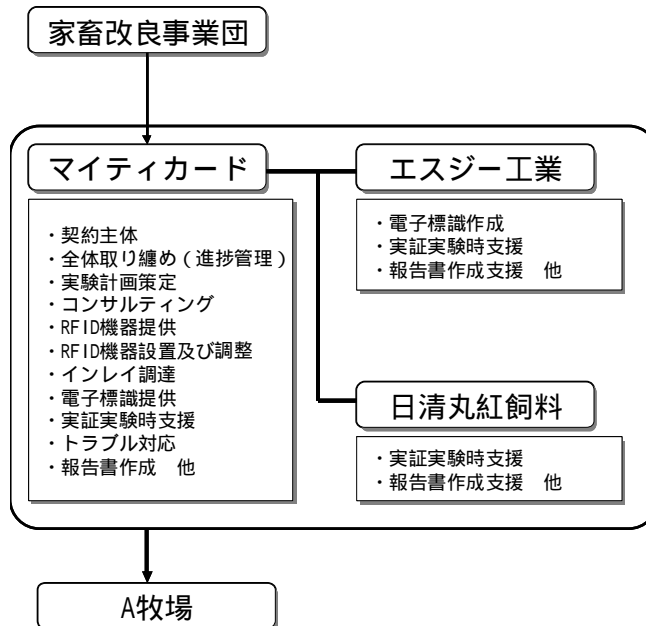 家畜改良事業団
マイティカード
・契約主体
・全体取り纏め（進捗管理）
・実験計画策定
・コンサルティング
・RFID機器提供
・RFID機器設置及び調整
・インレイ調達
・電子標識提供
・実証実験時支援
・トラブル対応
・報告書作成　他
エスジー工業
・電子標識作成
・実証実験時支援
・報告書作成支援　他
日清丸紅飼料
・実証実験時支援
・報告書作成支援　他
A牧場